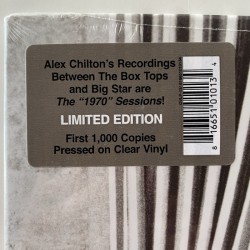 Alex Chilton's Recordings
Between The Box Tops
and Big Star are
The "1970" Sessions!
LIMITED EDITION
First 1,000 Copies
Pressed on Clear Vinyl
8 16651 01013 4